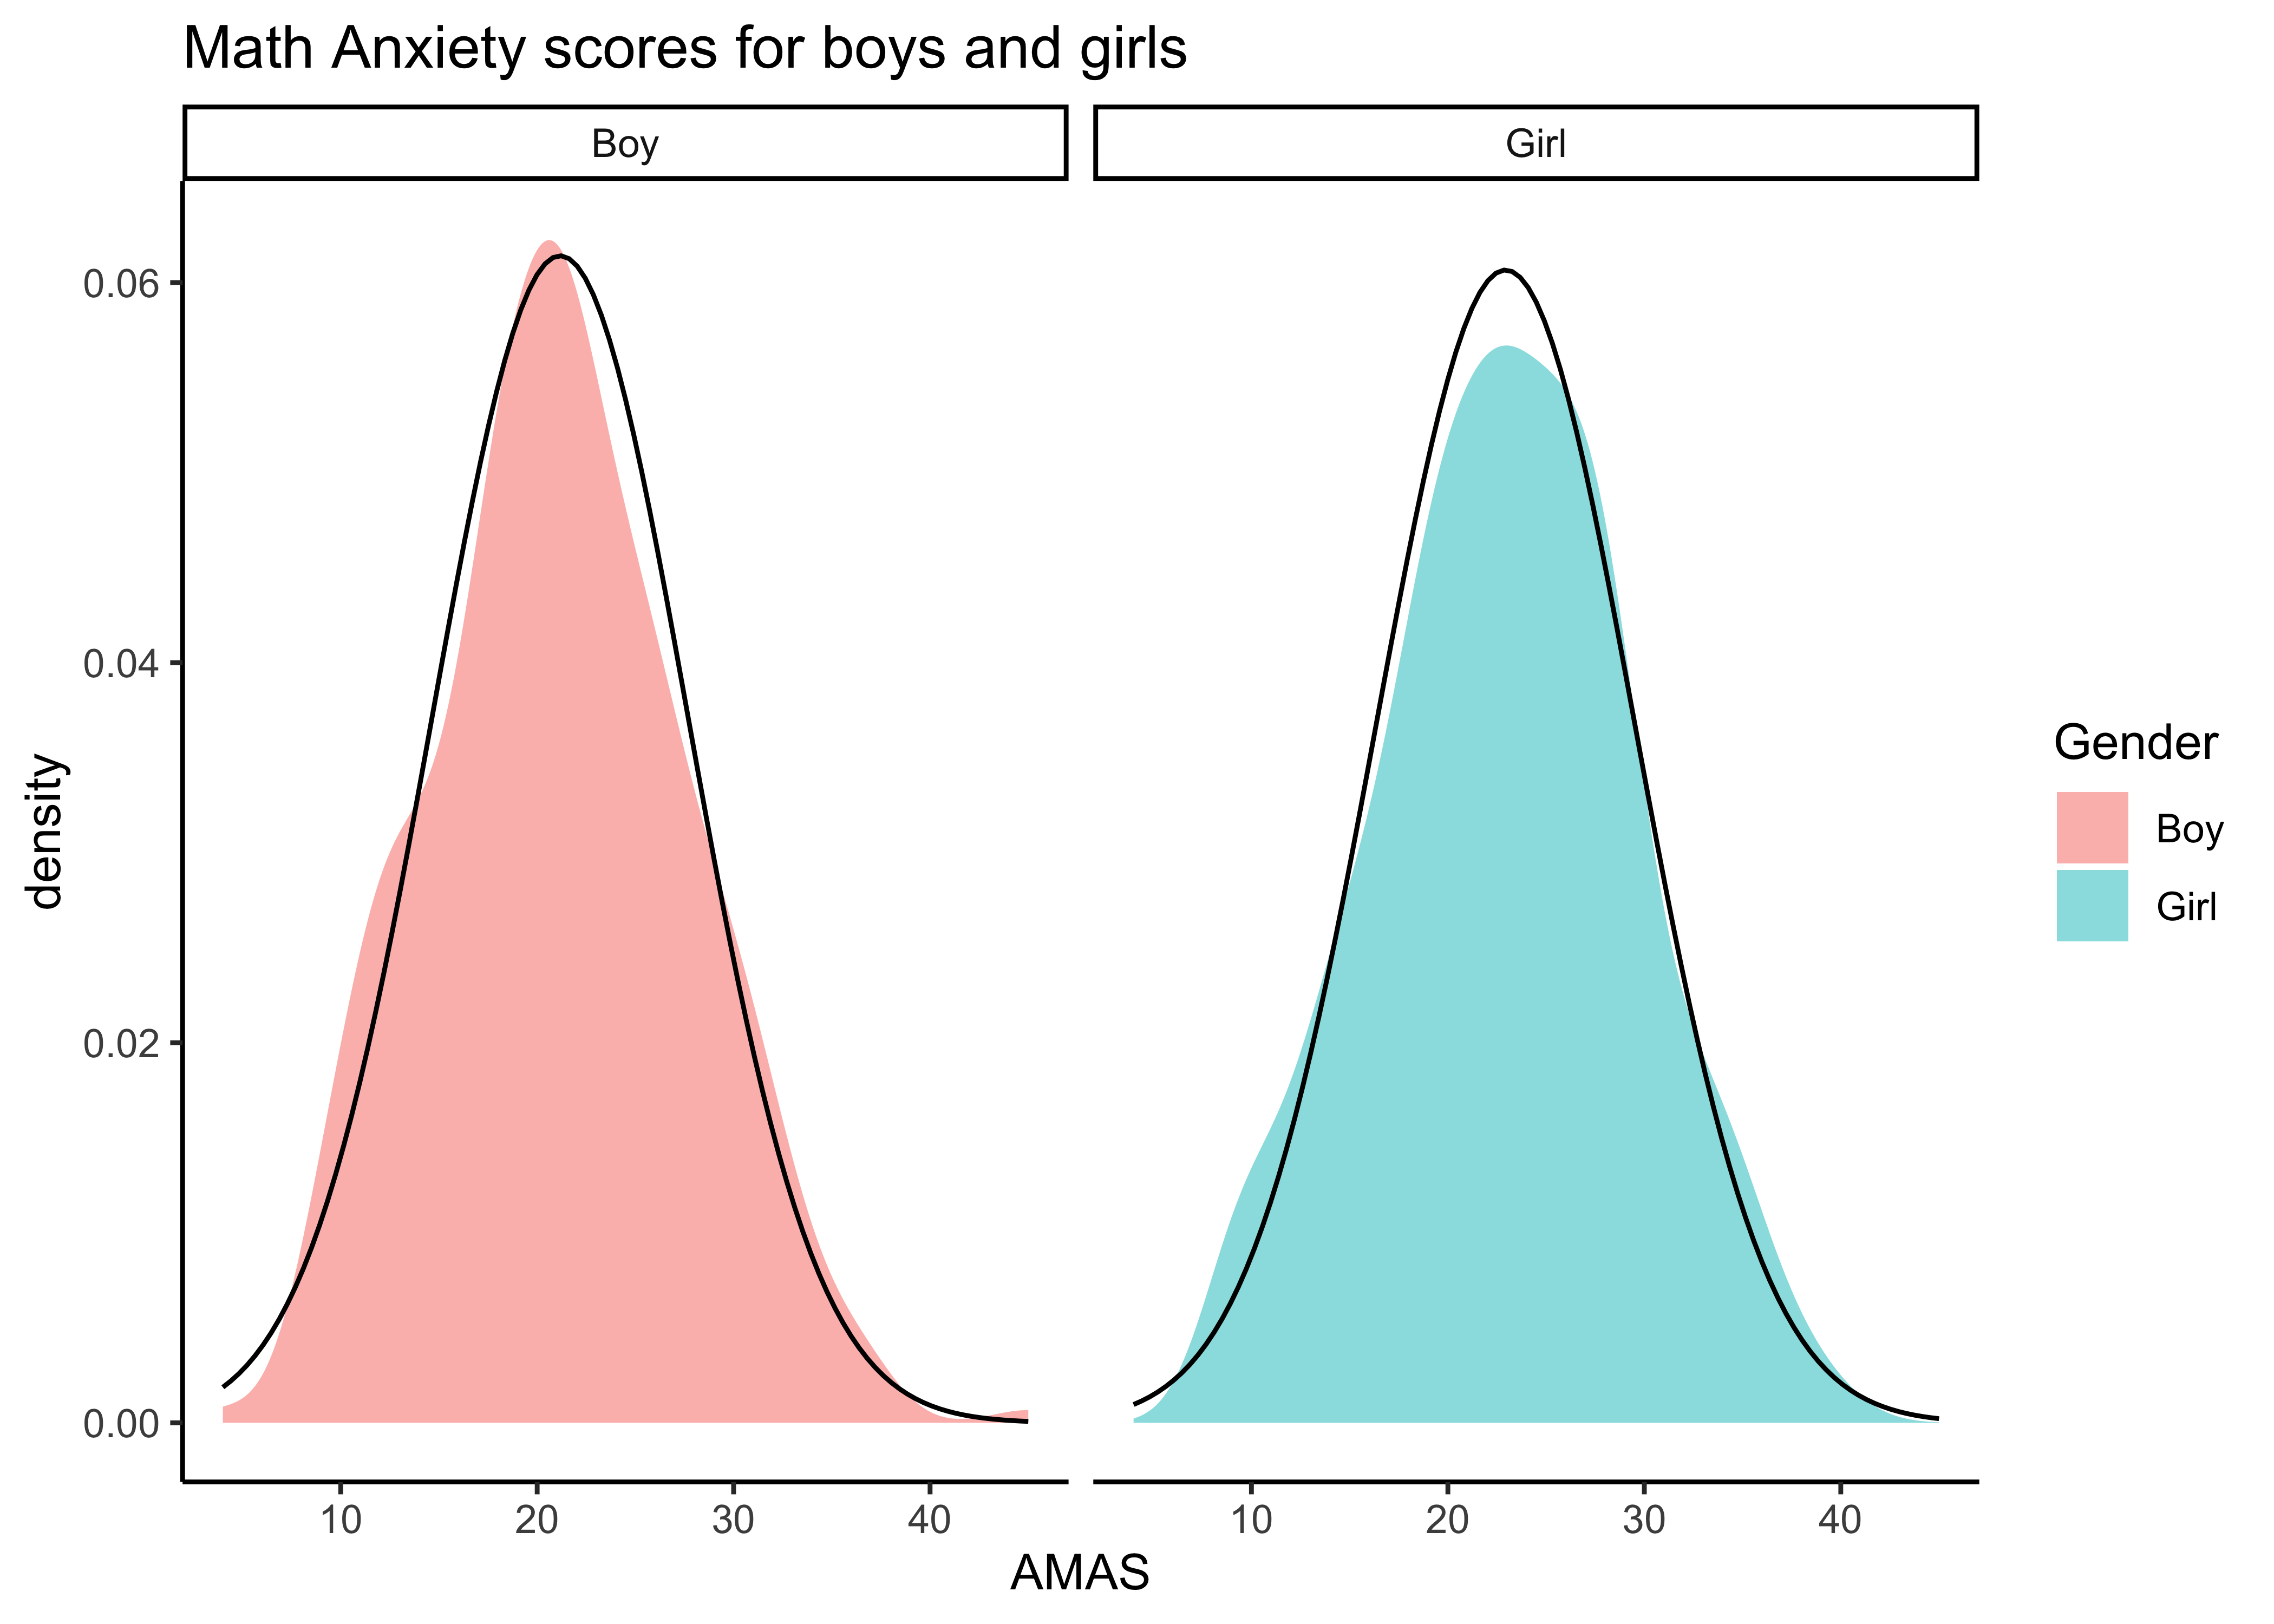 Math Anxiety scores for boys and girls
Boy
Girl
0.06
0.04
0.02
0.00
density
10 20 30 40
10 20 30 40
AMAS
Gender
Boy
Girl